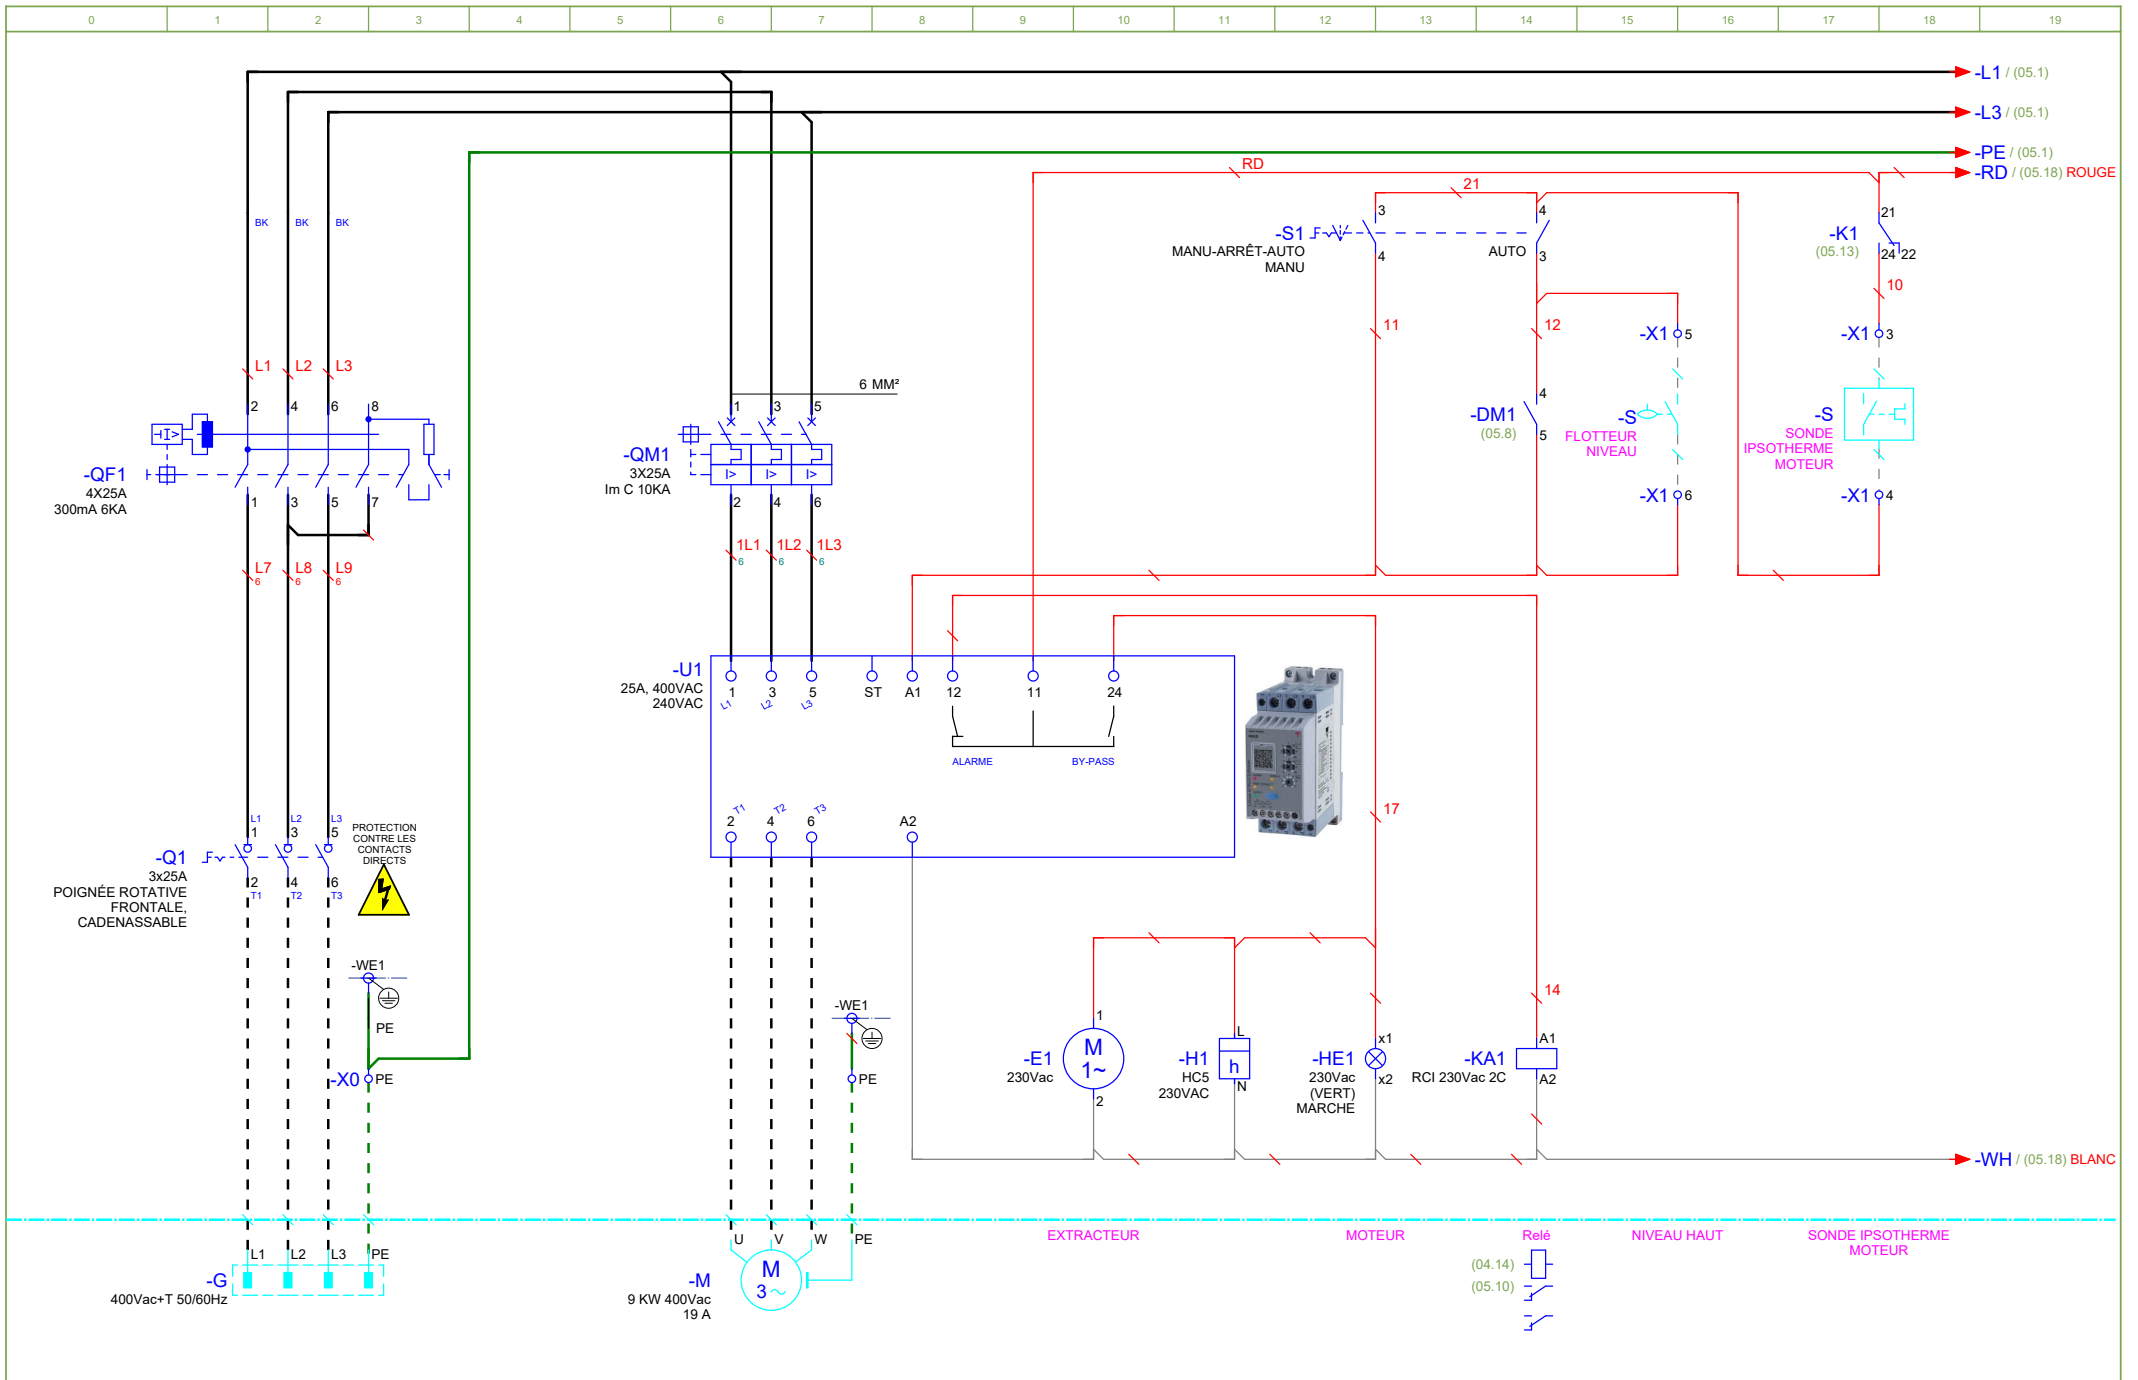 0 1 2 3 4 5 6 7 8 9 10 11 12 13 14 15 16 17 18 19
-L1 / (05.1)
-L3 / (05.1)
-PE / (05.1)
RD
-RD / (05.18) ROUGE
21
BK BK BK
3 4 21
-S1
MANU-ARRÊT-AUTO
MANU
4
AUTO
3
-K1
(05.13)
24 22
10
11
12
-X1 5
-X1 3
L1 L2 L3
6 MM²
2 4 6 8
-QF1
4X25A
300mA 6KA
1 3 5 7
I>
1 3 5
-QM1
3X25A
Im C 10KA
I> I> I>
2 4 6
4
-DM1
(05.8)
5
-S
FLOTTEUR
NIVEAU
-S
SONDE
IPSOTHERME
MOTEUR
-X1 6
-X1 4
L7 L8 L9
6 6 6
1L1 1L2 1L3
6 6 6
-U1
25A, 400VAC
240VAC
1 3 5 ST A1 12 11 24
L1 L2 L3
ALARME BY-PASS
T1 T2 T3
2 4 6 A2
17
L1 L2 L3
1 3 5
-Q1
3x25A
POIGNÉE ROTATIVE
FRONTALE,
CADENASSABLE
2 4 6
T1 T2 T3
PROTECTION
CONTRE LES
CONTACTS
DIRECTS
-WE1
PE
-X0 PE
-WE1
PE
14
1
-E1
230Vac
M
1~
2
L
-H1
HC5
230VAC
h
N
x1
-HE1
230Vac
(VERT)
MARCHE
x2
A1
-KA1
RCI 230Vac 2C
A2
-WH / (05.18) BLANC
L1 L2 L3 PE
-G
400Vac+T 50/60Hz
U V W PE
-M
9 KW 400Vac
19 A
M
3~
EXTRACTEUR
MOTEUR
Relé
(04.14)
(05.10)
NIVEAU HAUT
SONDE IPSOTHERME
MOTEUR